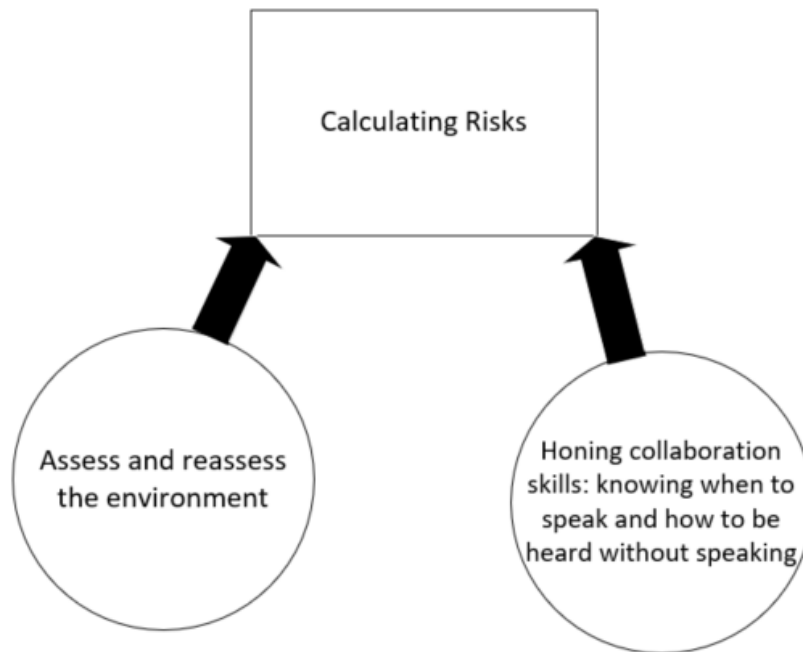 Calculating Risks
Assess and reassess
the environment
Honing collaboration
skills: knowing when to
speak and how to be
heard without speaking